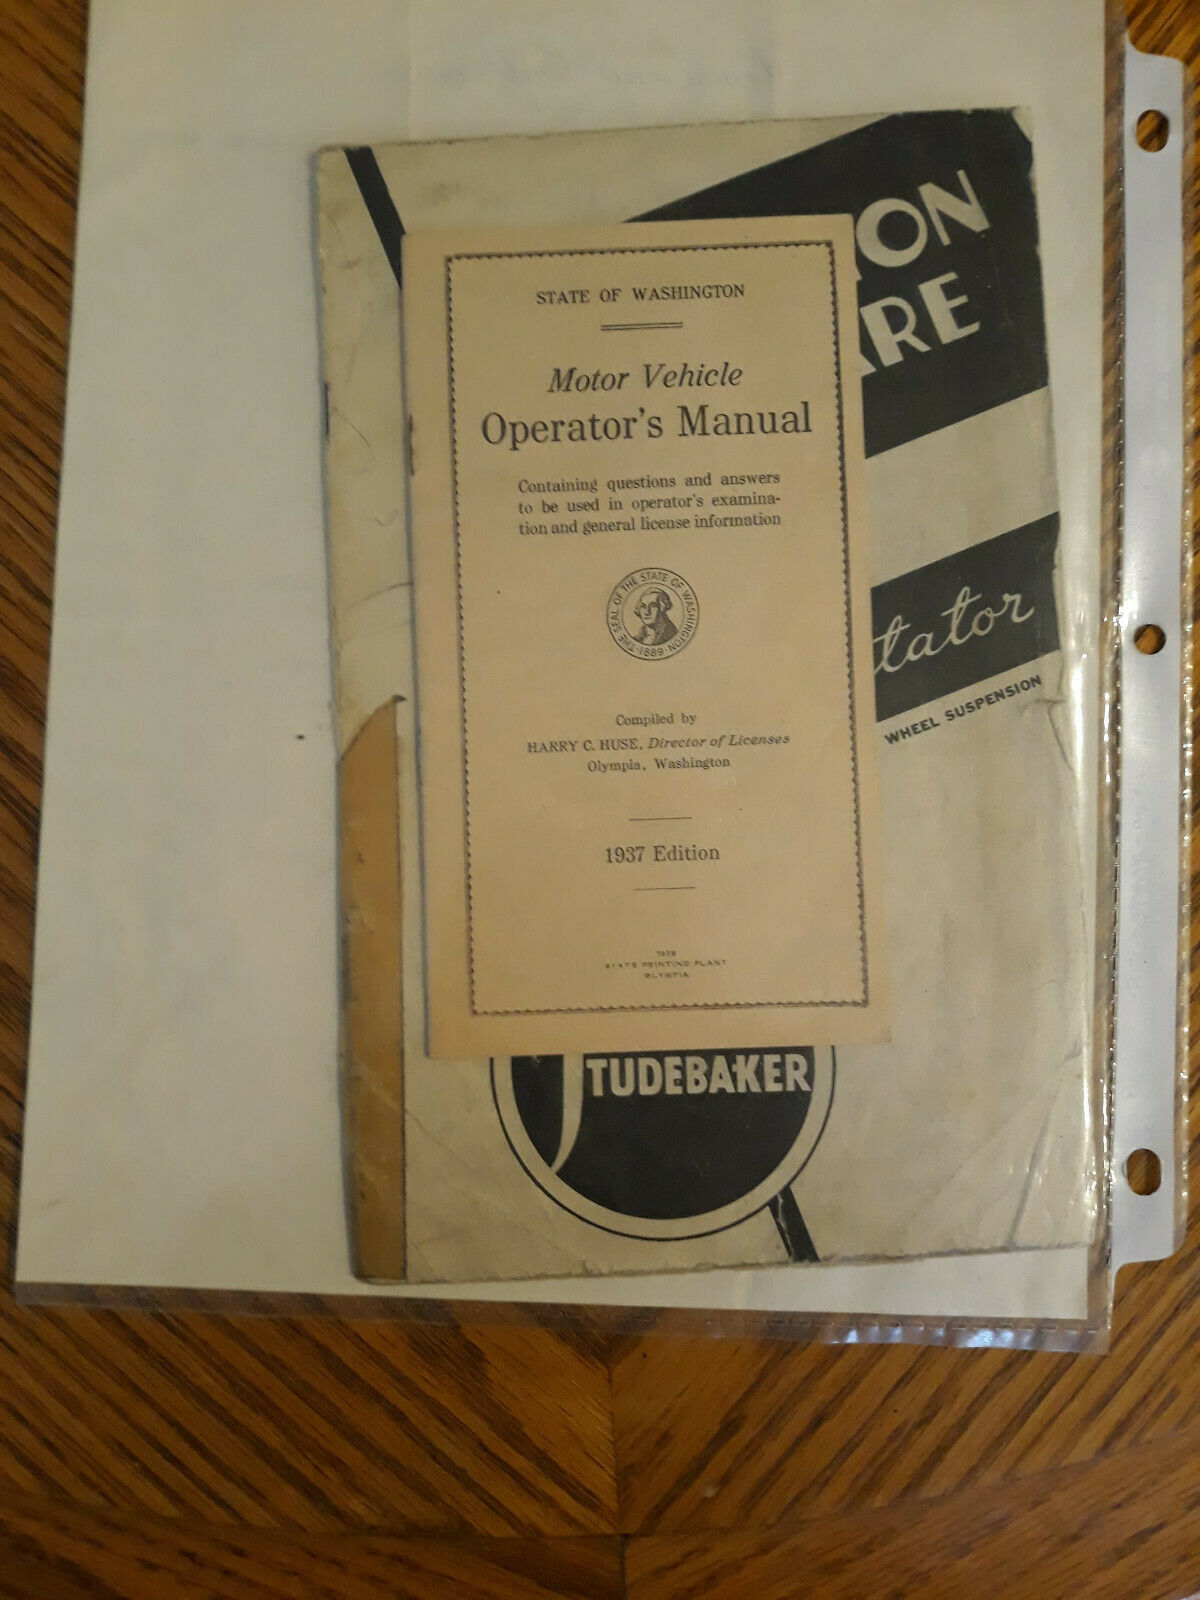 ON
RE
STATE OF WASHINGTON
Motor Vehicle
Operator's Manual
Containing questions and answers
to be used in operator's examina-
tion and general license information
THE SEAL OF THE STATE OF WASHINGTON
1889
tator
WHEEL SUSPENSION
Compiled by
HARRY C. HUSE, Director of Licenses
Olympia, Washington
1937 Edition
STATE PRINTING PLANT
OLYMPIA
STUDEBAKER